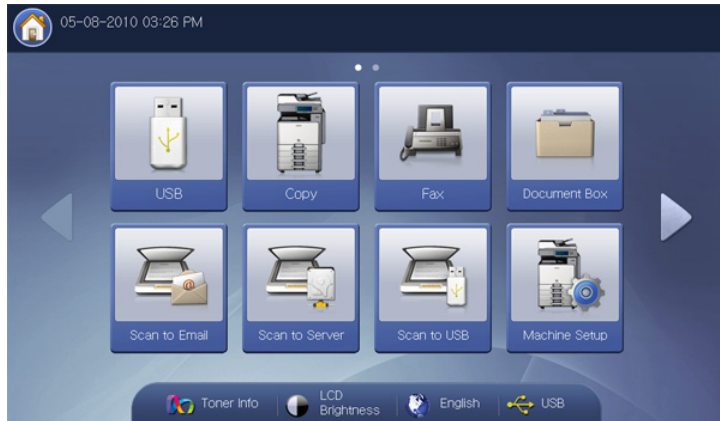 05-08-2010 03:26 PM
USB
Copy
Fax
Document Box
Scan to Email
Scan to Server
Scan to USB
Machine Setup
Toner Info
LCD
Brightness
English
USB